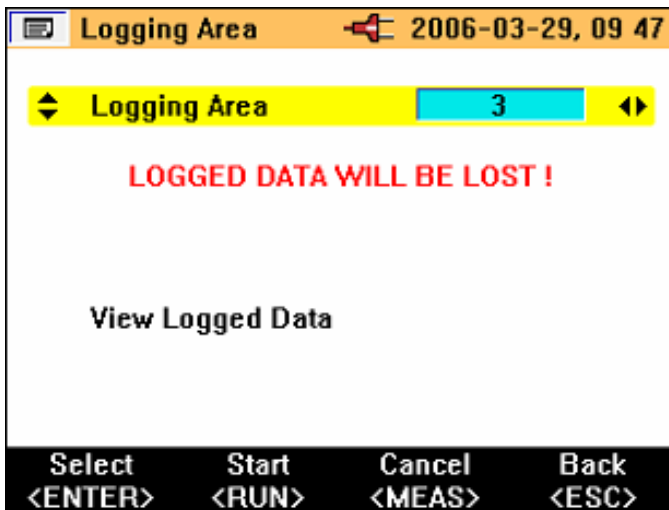 Logging Area 2006-03-29, 09 47
Logging Area 3
LOGGED DATA WILL BE LOST !
View Logged Data
Select Start Cancel Back
<ENTER> <RUN> <MEAS> <ESC>